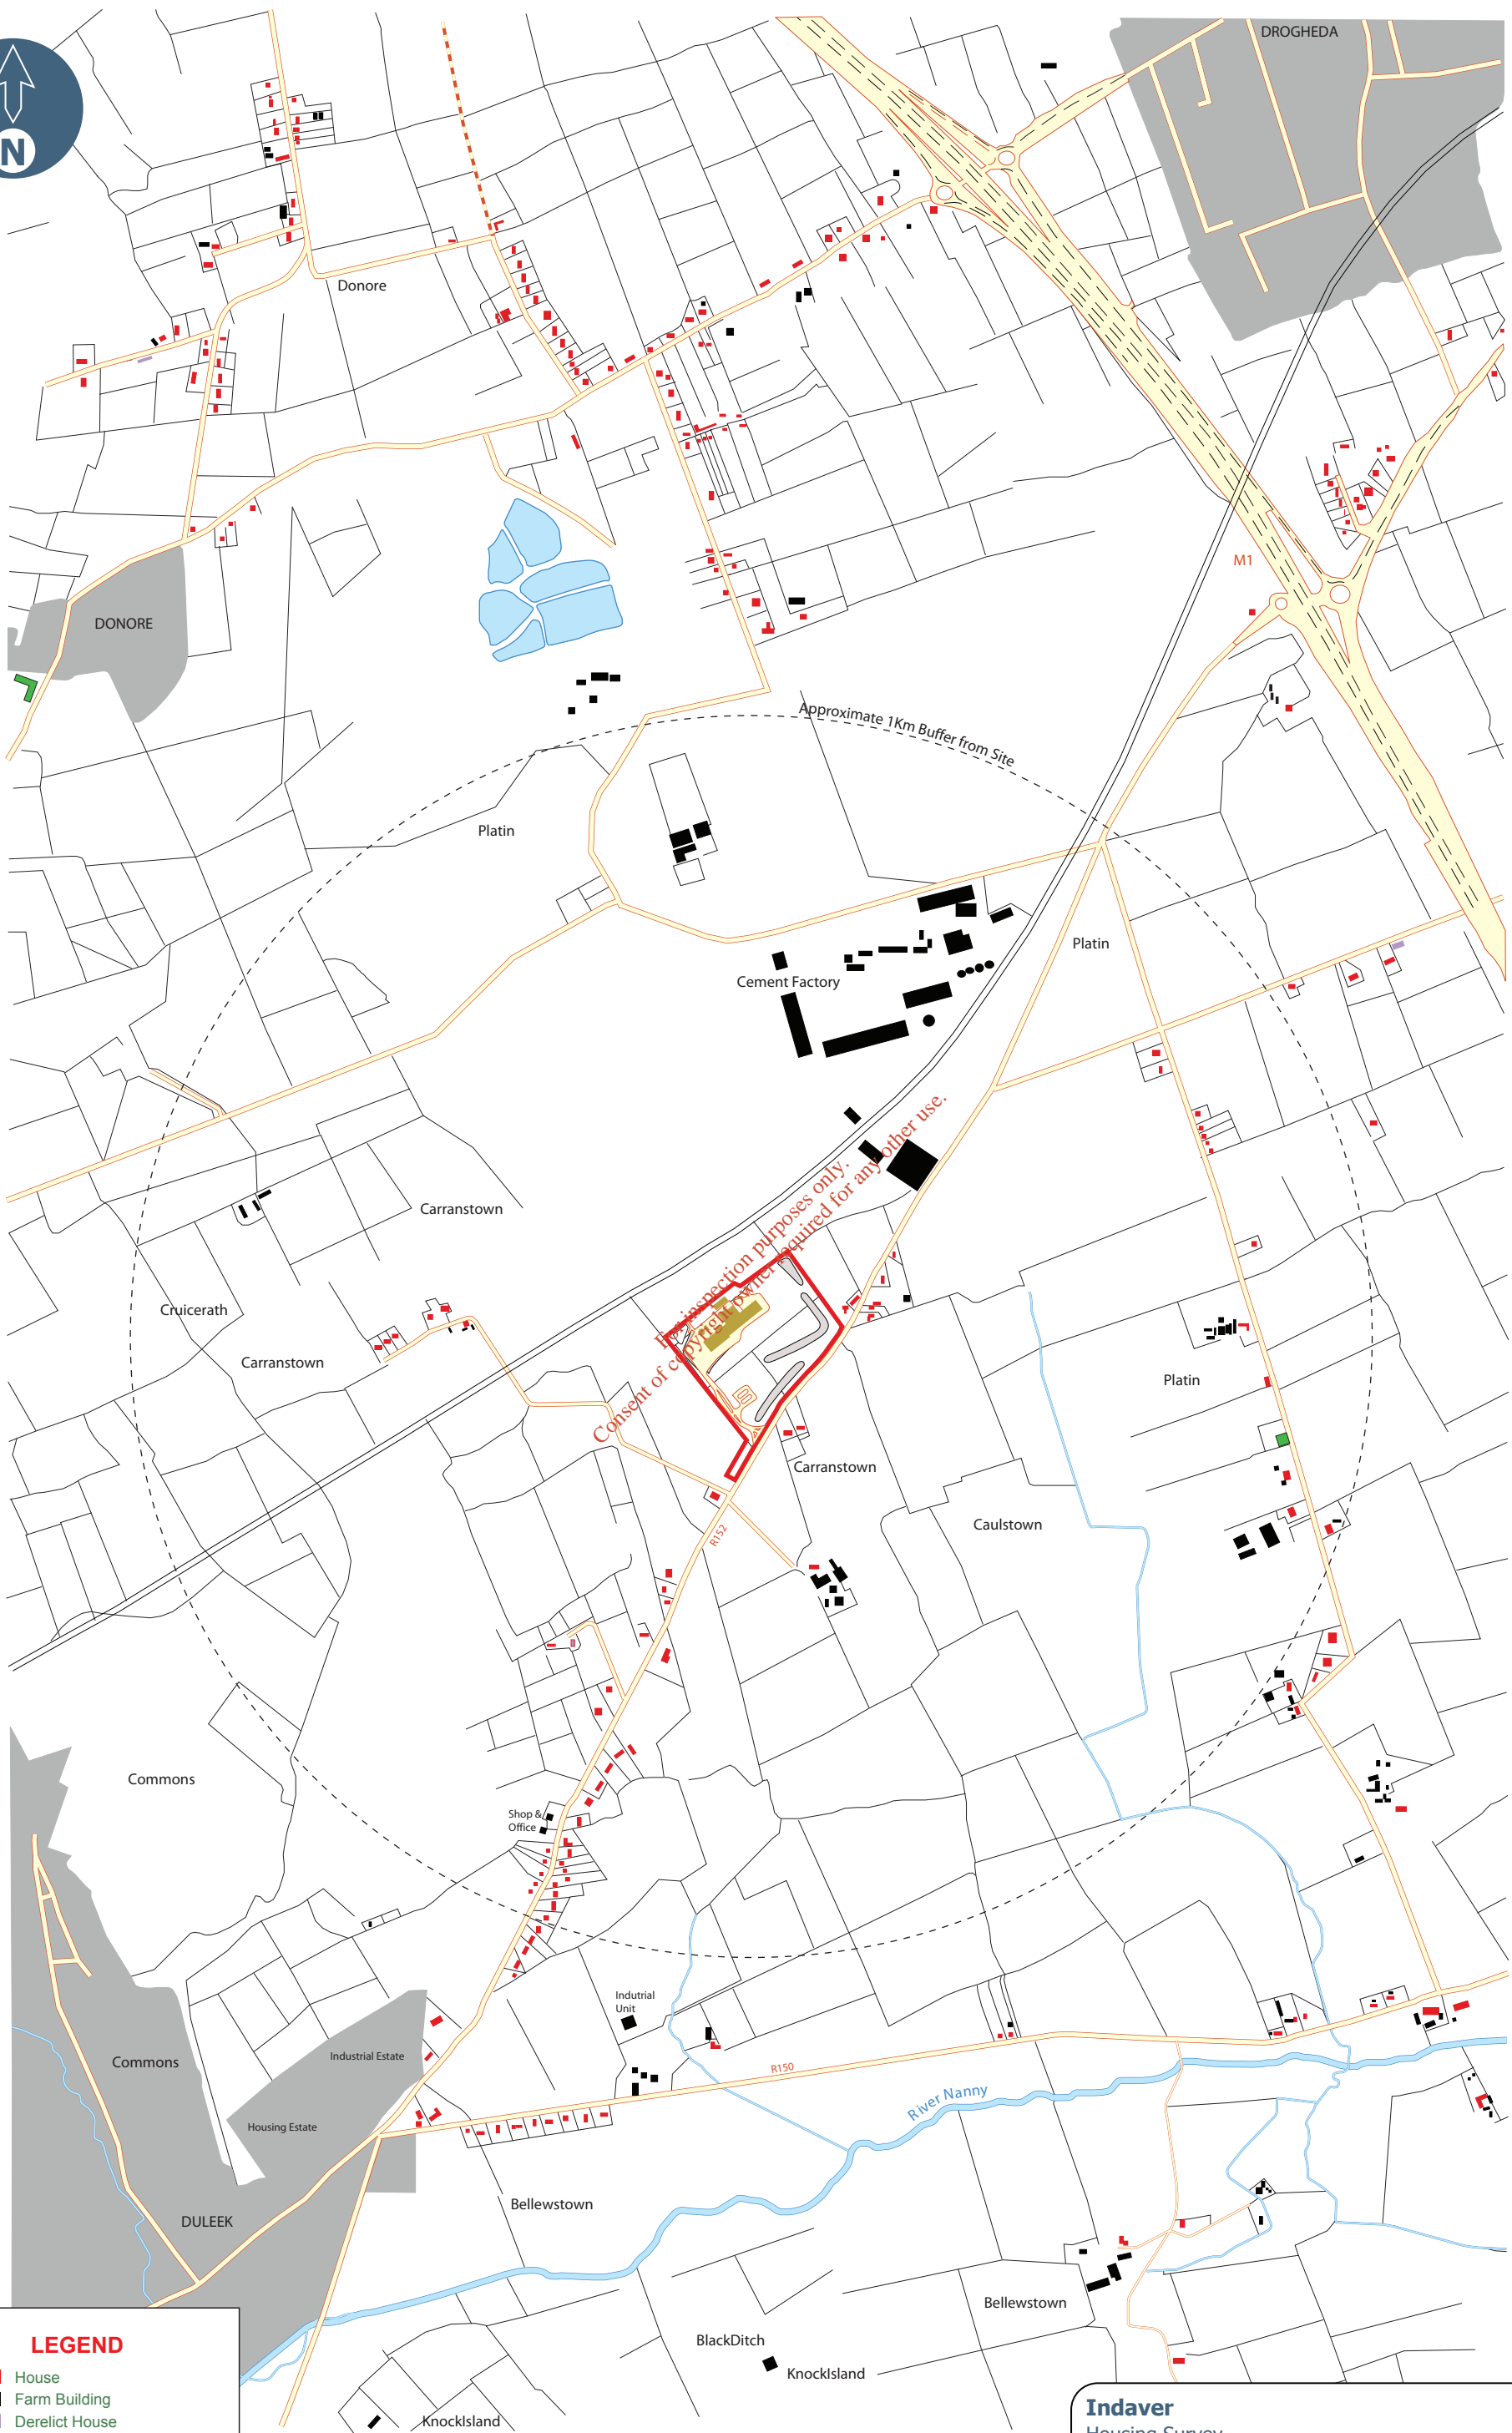 DROGHEDA
N
Donore
M1
DONORE
Approximate 1Km Buffer from Site
Platin
Platin
Cement Factory
For inspection purposes only.
Consent of copyright owner required for any other use.
Carranstown
Cruicerath
Carranstown
Platin
Carranstown
Caulstown
R152
Commons
Shop &
Office
Indutrial
Unit
Industrial Estate
Commons
R150
River Nanny
Housing Estate
Bellewstown
DULEEK
Bellewstown
BlackDitch
KnockIsland
KnockIsland
LEGEND
House
Farm Building
Derelict House
Indaver
Housing Survey